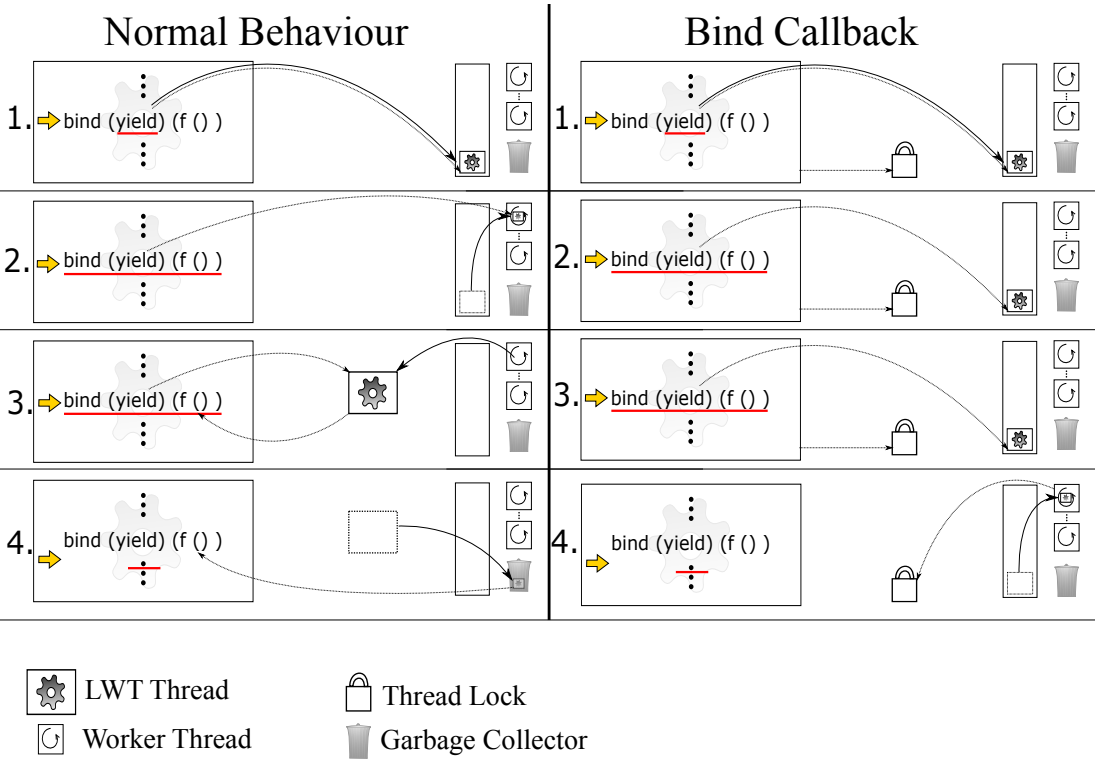 Normal Behaviour
Bind Callback
1. bind (yield) (f () )
1. bind (yield) (f () )
2. bind (yield) (f () )
2. bind (yield) (f () )
3. bind (yield) (f () )
3. bind (yield) (f () )
4. bind (yield) (f () )
4. bind (yield) (f () )
LWT Thread
Thread Lock
Worker Thread
Garbage Collector